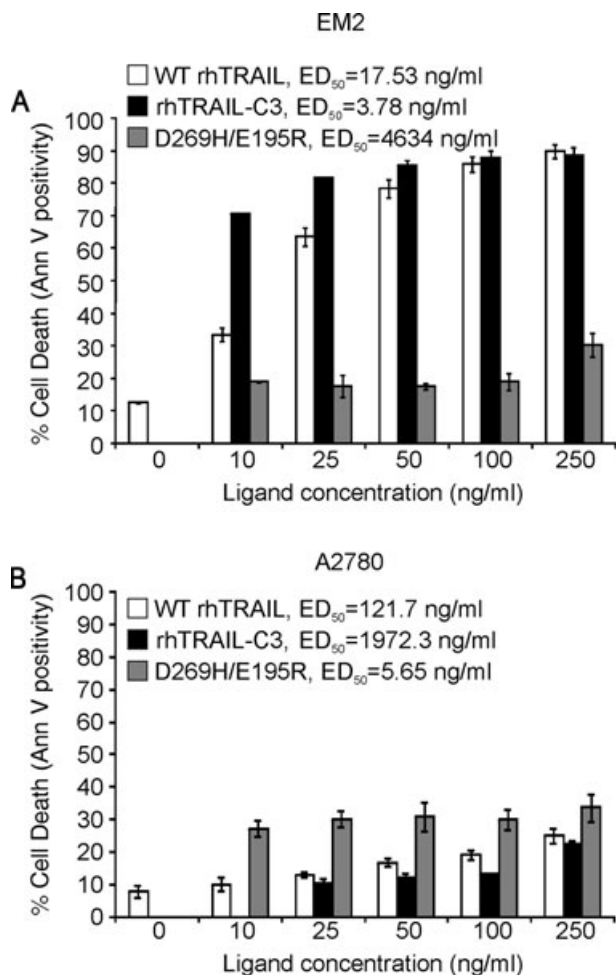 EM2
A
WT rhTRAIL, ED₅₀=17.53 ng/ml
rhTRAIL-C3, ED₅₀=3.78 ng/ml
D269H/E195R, ED₅₀=4634 ng/ml
% Cell Death (Ann V positivity)
100
90
80
70
60
50
40
30
20
10
0
0 10 25 50 100 250
Ligand concentration (ng/ml)
A2780
B
WT rhTRAIL, ED₅₀=121.7 ng/ml
rhTRAIL-C3, ED₅₀=1972.3 ng/ml
D269H/E195R, ED₅₀=5.65 ng/ml
% Cell Death (Ann V positivity)
100
90
80
70
60
50
40
30
20
10
0
0 10 25 50 100 250
Ligand concentration (ng/ml)